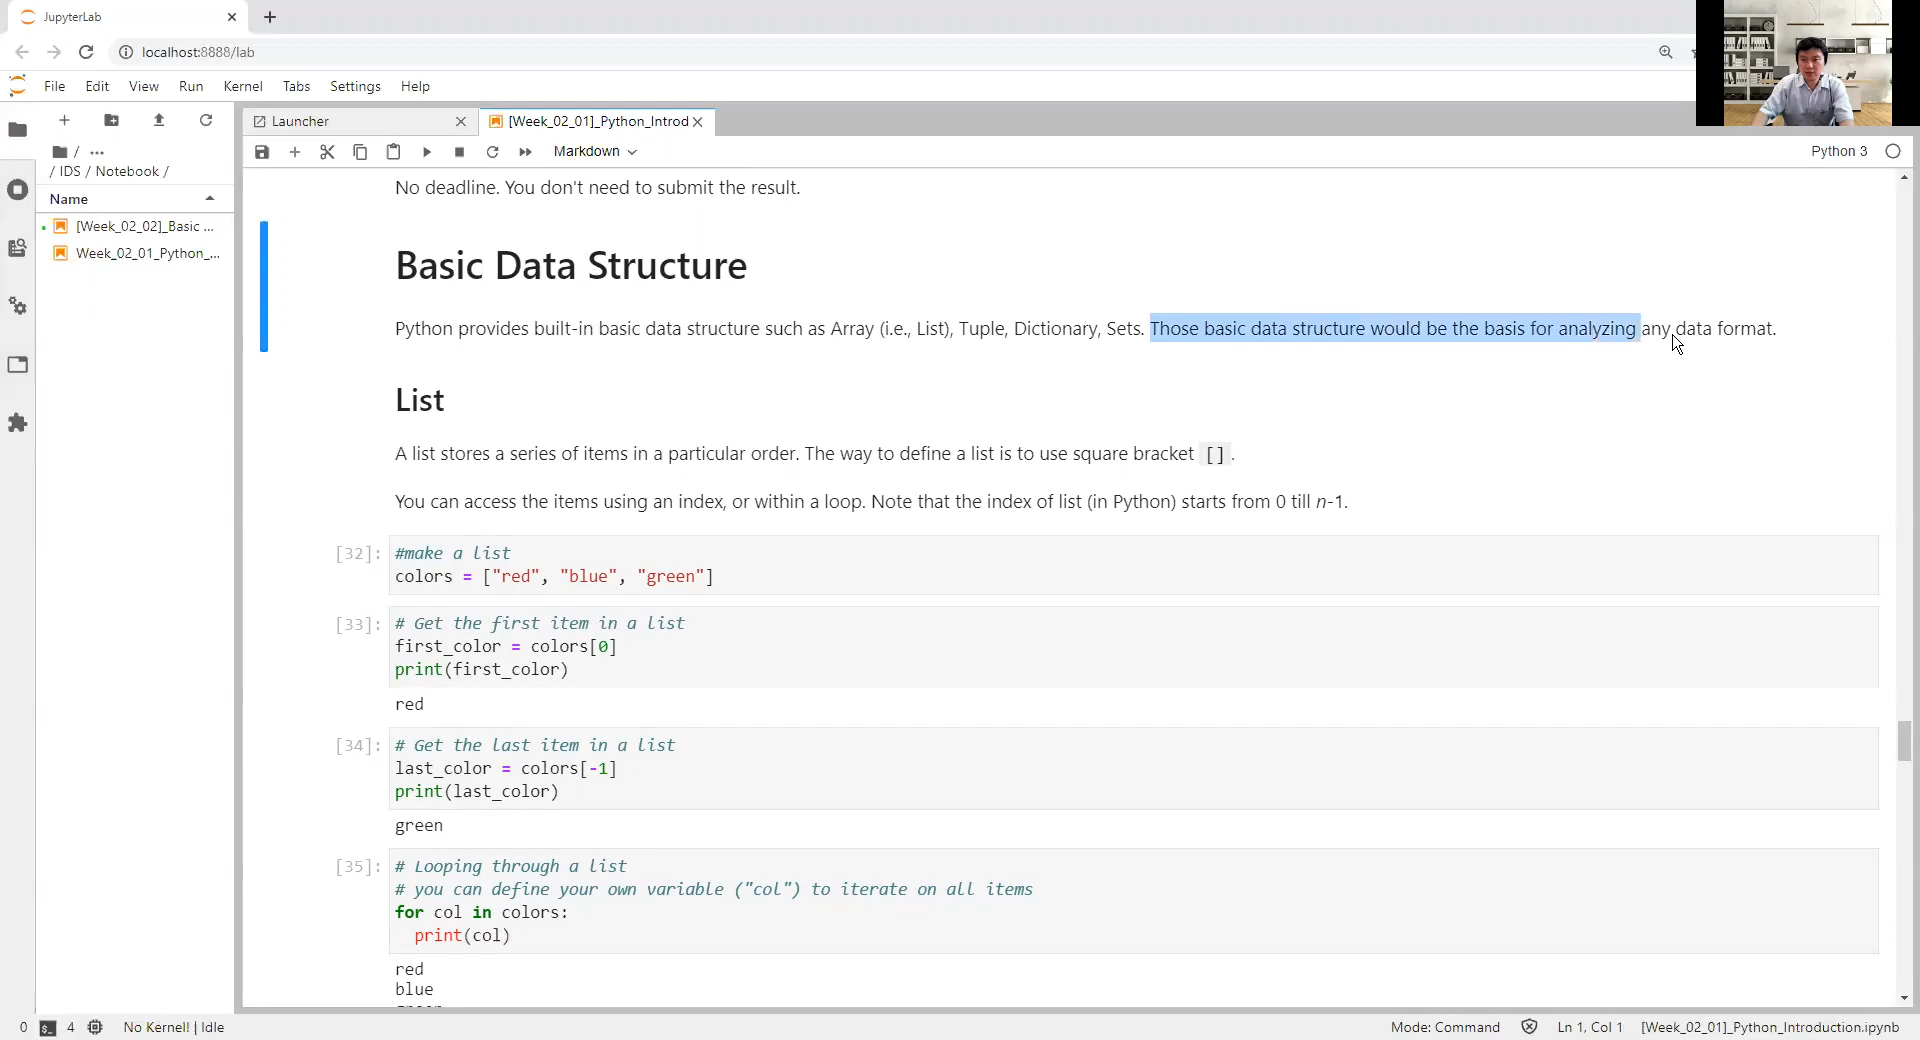 JupyterLab
localhost:8888/lab
File Edit View Run Kernel Tabs Settings Help
Launcher
[Week_02_01]_Python_Introd
/ ...
/ IDS / Notebook /
Markdown
Python 3
Name
[Week_02_02]_Basic ...
Week_02_01_Python_...
No deadline. You don't need to submit the result.
Basic Data Structure
Python provides built-in basic data structure such as Array (i.e., List), Tuple, Dictionary, Sets. Those basic data structure would be the basis for analyzing any data format.
List
A list stores a series of items in a particular order. The way to define a list is to use square bracket [] .
You can access the items using an index, or within a loop. Note that the index of list (in Python) starts from 0 till n-1.
[32]: #make a list
colors = ["red", "blue", "green"]
[33]: # Get the first item in a list
first_color = colors[0]
print(first_color)
red
[34]: # Get the last item in a list
last_color = colors[-1]
print(last_color)
green
[35]: # Looping through a list
# you can define your own variable ("col") to iterate on all items
for col in colors:
  print(col)
red
blue
green
0 $_ 4 No Kernel! | Idle
Mode: Command Ln 1, Col 1 [Week_02_01]_Python_Introduction.ipynb